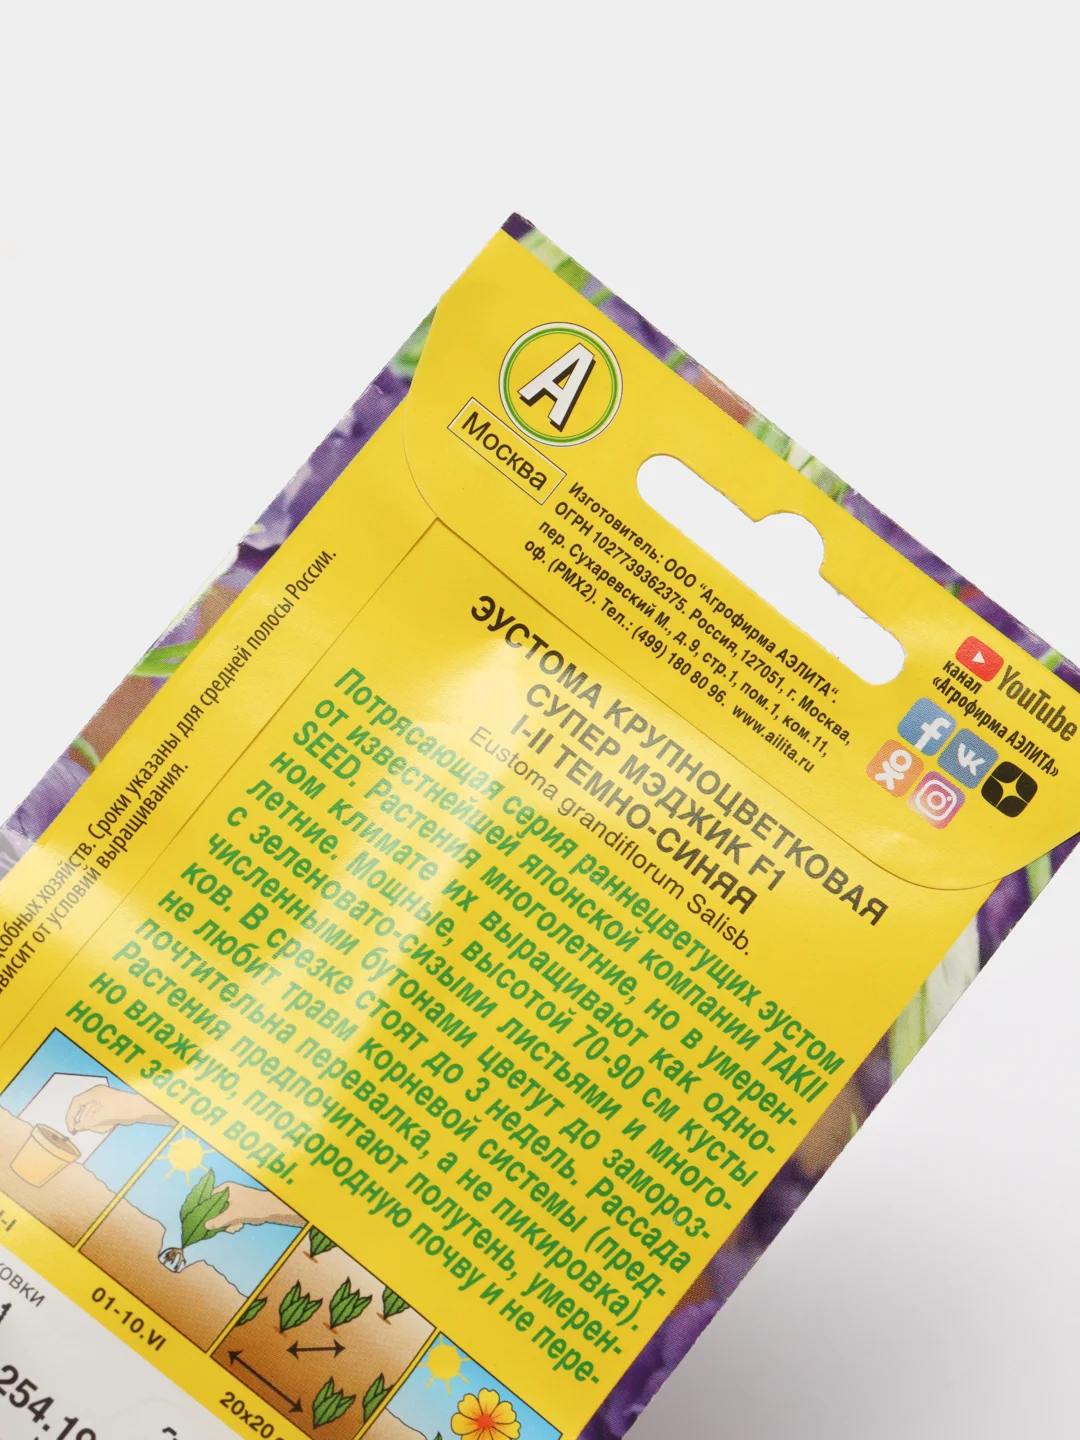 А
Москва
Изготовитель: ООО "Агрофирма АЭЛИТА".
ОГРН 1027739362375. Россия, 127051, г. Москва,
пер. Сухаревский М., д. 9, стр.1, пом.1, ком. 11,
оф. (РМХ2). Тел.: (499) 180 80 96. www.ailita.ru
YouTube
канал
«Агрофирма АЭЛИТА»
ЭУСТОМА КРУПНОЦВЕТКОВАЯ
СУПЕР МЭДЖИК F1
I-II ТЕМНО-СИНЯЯ
Eustoma grandiflorum Salisb.
Потрясающая серия раннецветущих эустом
от известнейшей японской компании TAKII
SEED. Растения многолетние, но в умерен-
ном климате их выращивают как одно-
летние. Мощные, высотой 70-90 см кусты
с зеленовато-сизыми листьями и много-
численными бутонами цветут до замороз-
ков. В срезке стоят до 3 недель. Рассада
не любит травм корневой системы (пред-
почтительна перевалка, а не пикировка).
Растения предпочитают полутень, умерен-
но влажную, плодородную почву и не пере-
носят застоя воды.
хозяйств. Сроки указаны для средней полосы России.
от условий выращивания.
01-10.VI
20x20
254.19